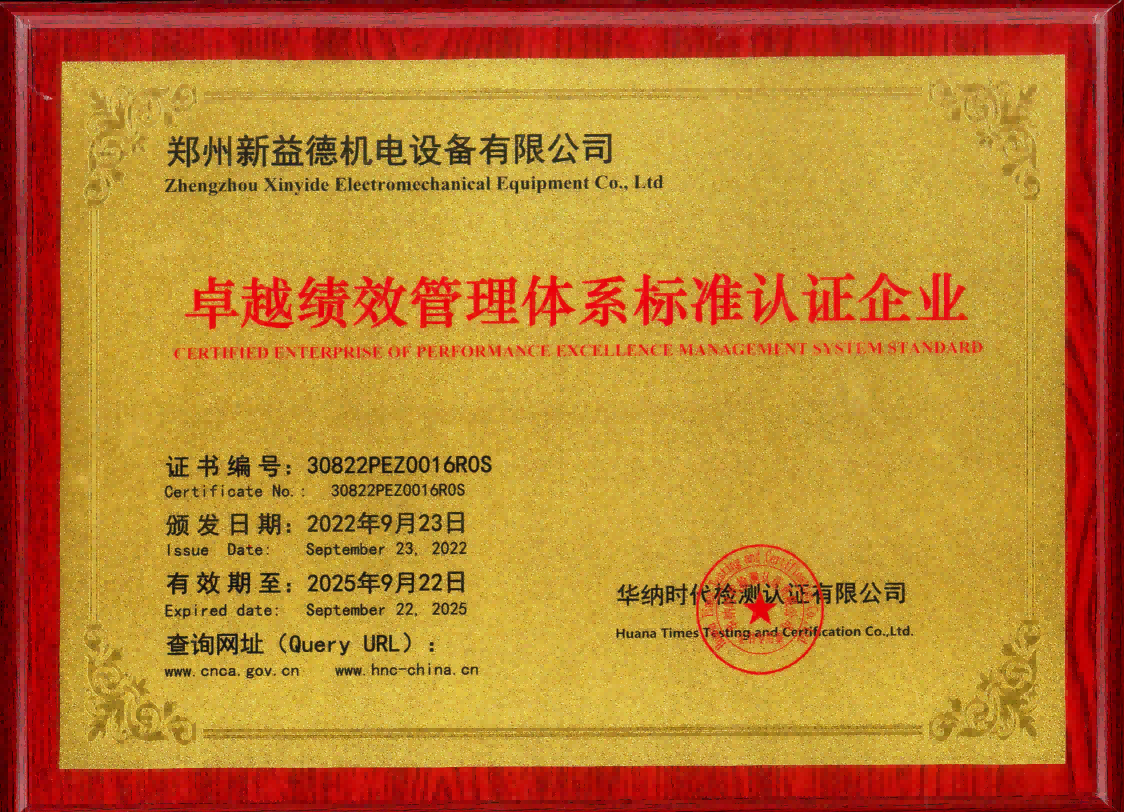 郑州新益德机电设备有限公司
Zhengzhou Xinyide Electromechanical Equipment Co., Ltd
卓越绩效管理体系标准认证企业
CERTIFIED ENTERPRISE OF PERFORMANCE EXCELLENCE MANAGEMENT SYSTEM STANDARD
证书编号：30822PEZ0016R0S
Certificate No.: 30822PEZ0016R0S
颁发日期：2022年9月23日
Issue Date: September 23, 2022
有效期至：2025年9月22日
Expired date: September 22, 2025
查询网址（Query URL）：
www.cnca.gov.cn www.hnc-china.cn
华纳时代检测认证有限公司
Huana Times Testing and Certification Co.,Ltd.